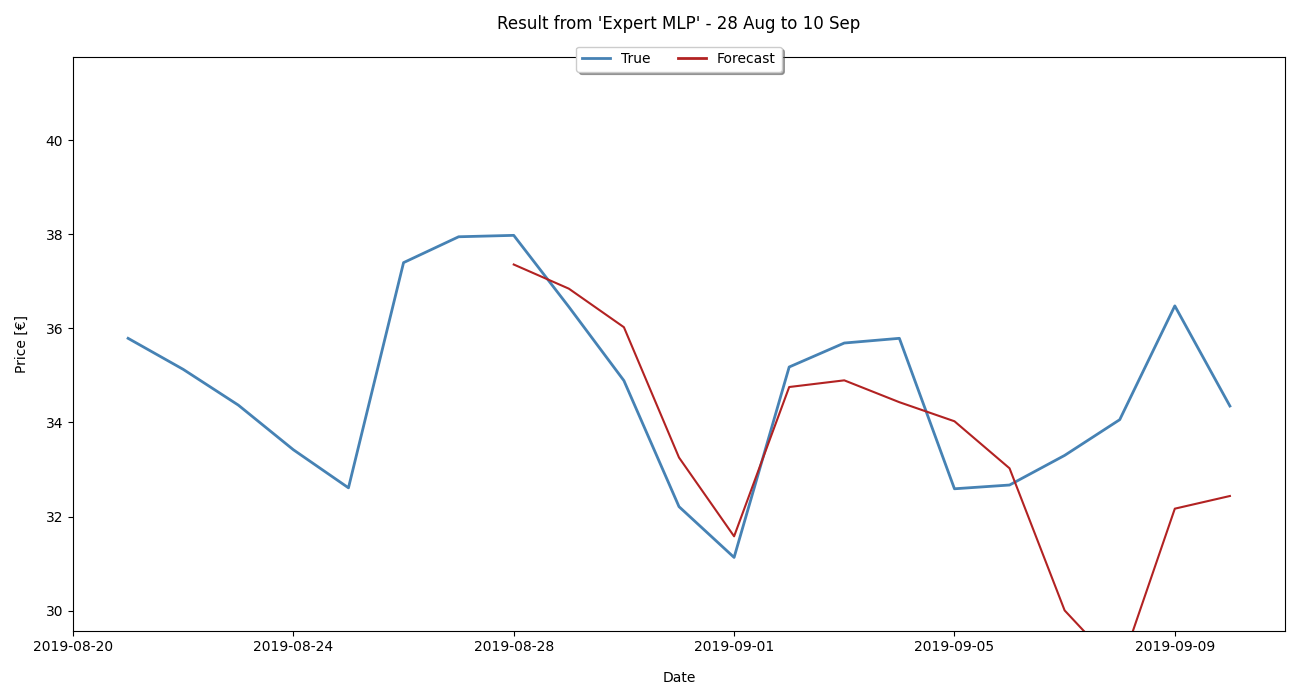 Result from 'Expert MLP' - 28 Aug to 10 Sep
True Forecast
40
38
36
34
32
30
Price [€]
2019-08-20 2019-08-24 2019-08-28 2019-09-01 2019-09-05 2019-09-09
Date